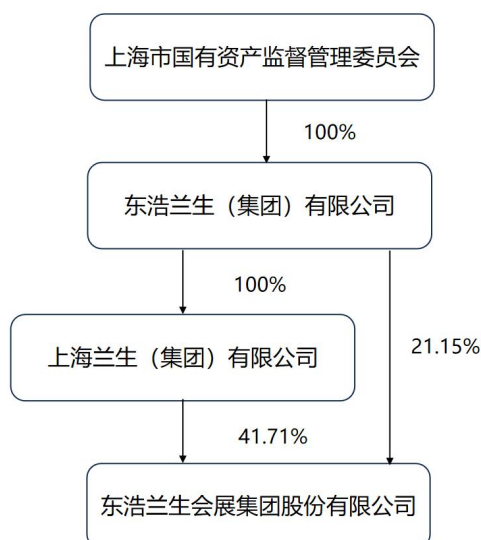 上海市国有资产监督管理委员会
100%
东浩兰生（集团）有限公司
100%
21.15%
上海兰生（集团）有限公司
41.71%
东浩兰生会展集团股份有限公司